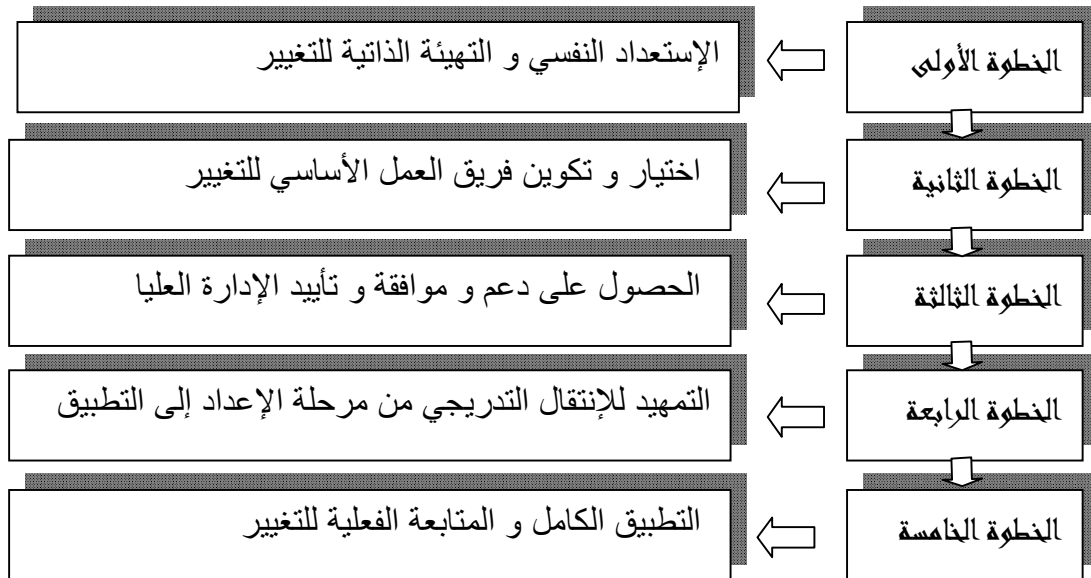 الخطوة الأولى
الإستعداد النفسي و التهيئة الذاتية للتغيير
الخطوة الثانية
اختيار و تكوين فريق العمل الأساسي للتغيير
الخطوة الثالثة
الحصول على دعم و موافقة و تأييد الإدارة العليا
الخطوة الرابعة
التمهيد للإنتقال التدريجي من مرحلة الإعداد إلى التطبيق
الخطوة الخامسة
التطبيق الكامل و المتابعة الفعلية للتغيير